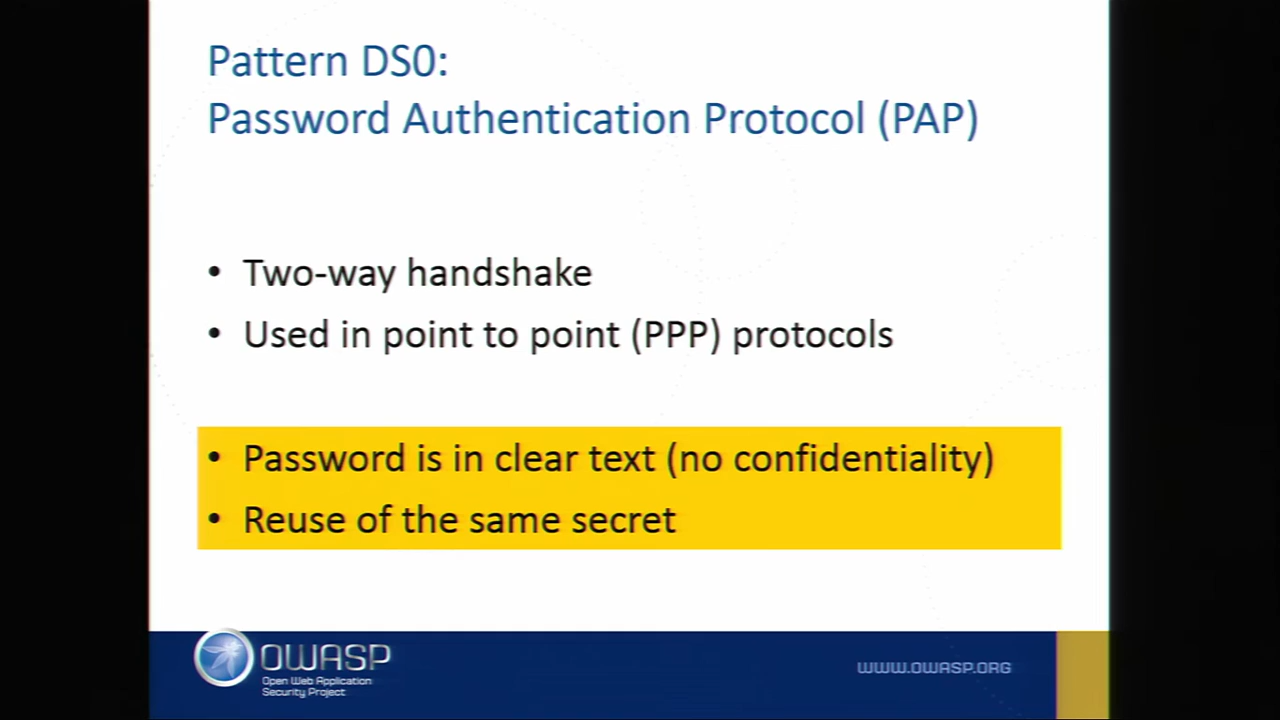 Pattern DS0:
Password Authentication Protocol (PAP)
• Two-way handshake
• Used in point to point (PPP) protocols
• Password is in clear text (no confidentiality)
• Reuse of the same secret
OWASP
Open Web Application
Security Project
WWW.OWASP.ORG